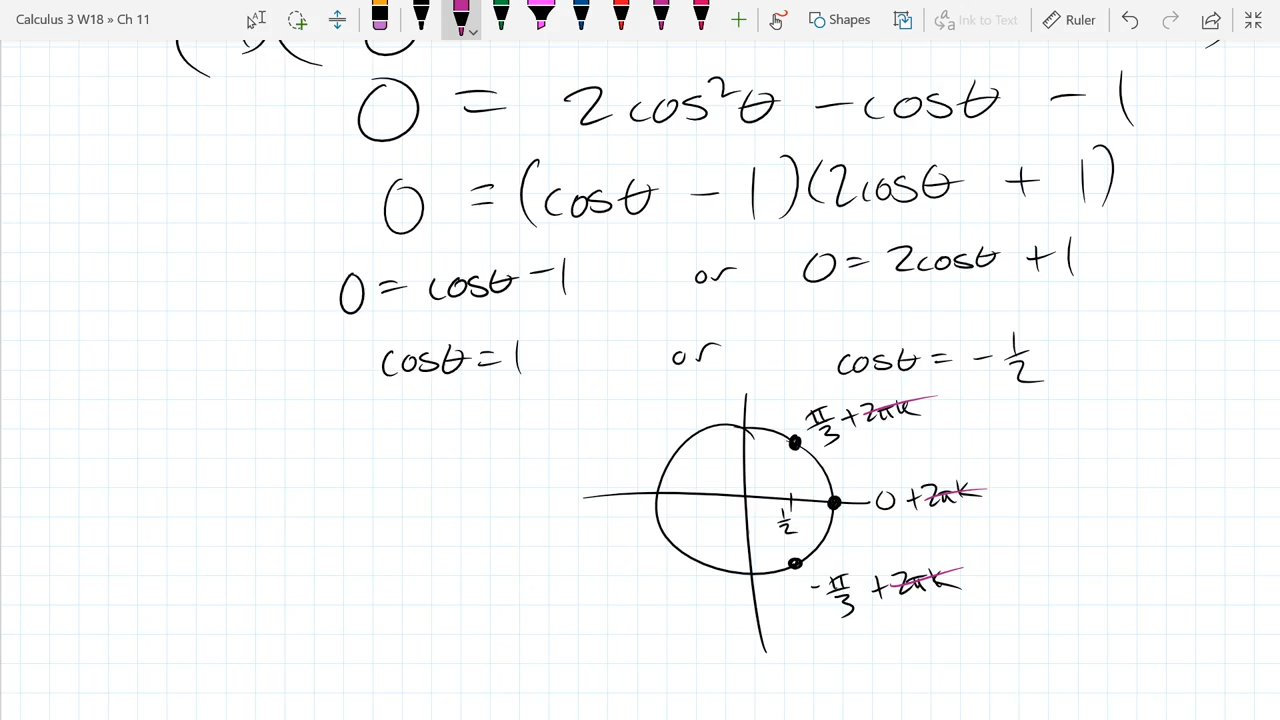 Calculus 3 W18 » Ch 11
Shapes
Ink to Text
Ruler
0 = 2cos²θ - cosθ - 1
0 = (cosθ - 1)(2cosθ + 1)
0 = cosθ - 1 or 0 = 2cosθ + 1
cosθ = 1 or cosθ = - 1/2
π/3 + 2πk
0 + 2πk
1/2
-π/3 + 2πk